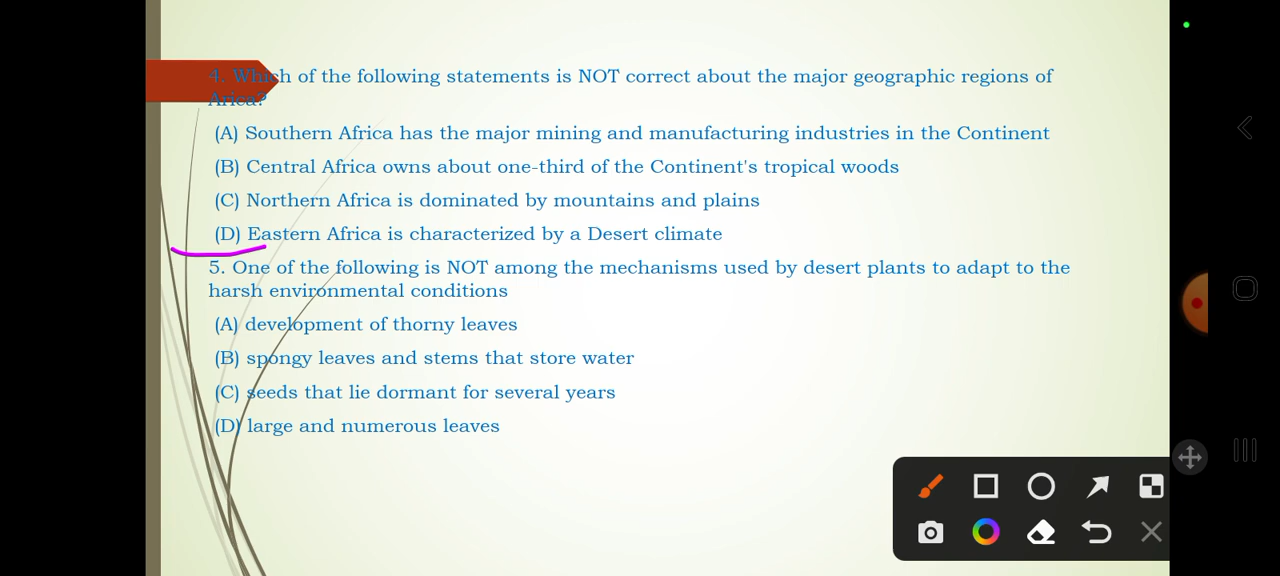 4. Which of the following statements is NOT correct about the major geographic regions of
Arica?
(A) Southern Africa has the major mining and manufacturing industries in the Continent
(B) Central Africa owns about one-third of the Continent's tropical woods
(C) Northern Africa is dominated by mountains and plains
(D) Eastern Africa is characterized by a Desert climate
5. One of the following is NOT among the mechanisms used by desert plants to adapt to the
harsh environmental conditions
(A) development of thorny leaves
(B) spongy leaves and stems that store water
(C) seeds that lie dormant for several years
(D) large and numerous leaves